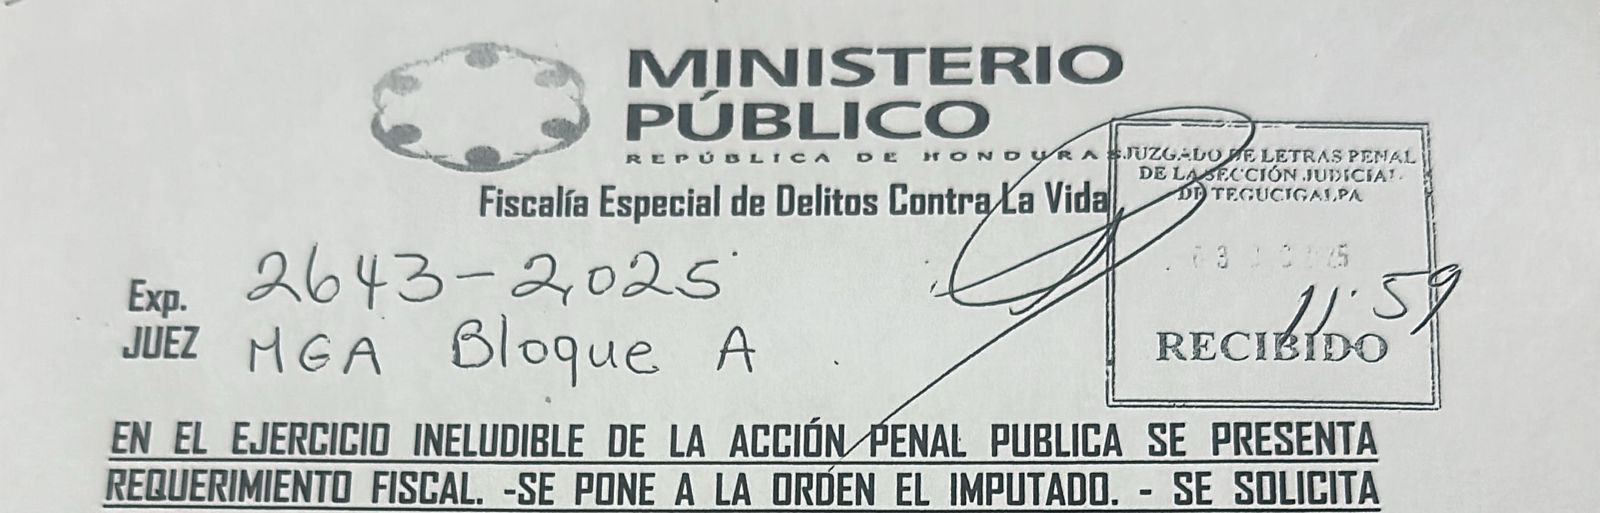 MINISTERIO
PÚBLICO
REPÚBLICA DE HONDURAS
Fiscalía Especial de Delitos Contra La Vida
JUZGADO DE LETRAS PENAL
DE LA SECCIÓN JUDICIAL
DE TEGUCIGALPA
11:59
RECIBIDO
Exp. 2643-2,025
JUEZ MGA Bloque A
EN EL EJERCICIO INELUDIBLE DE LA ACCIÓN PENAL PUBLICA SE PRESENTA
REQUERIMIENTO FISCAL. -SE PONE A LA ORDEN EL IMPUTADO. - SE SOLICITA